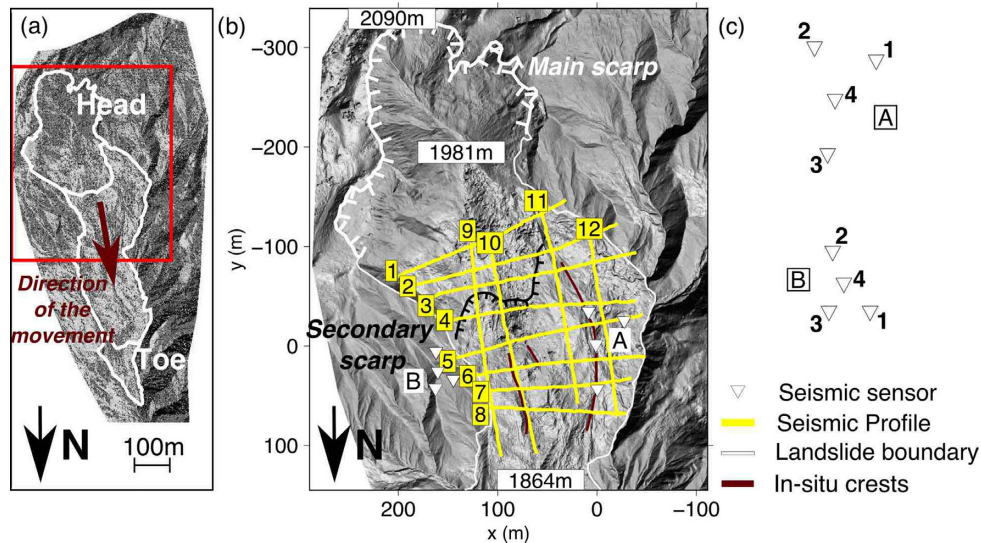 (a)
Head
Direction
of the
movement
Toe
N
100m
(b)
2090m
Main scarp
1981m
11
12
9
10
1
2
3
4
Secondary
scarp
5
6
7
8
A
B
N
1864m
−300
−200
−100
0
100
y (m)
200
100
0
−100
x (m)
(c)
2
1
4
A
3
2
B
4
3
1
Seismic sensor
Seismic Profile
Landslide boundary
In-situ crests